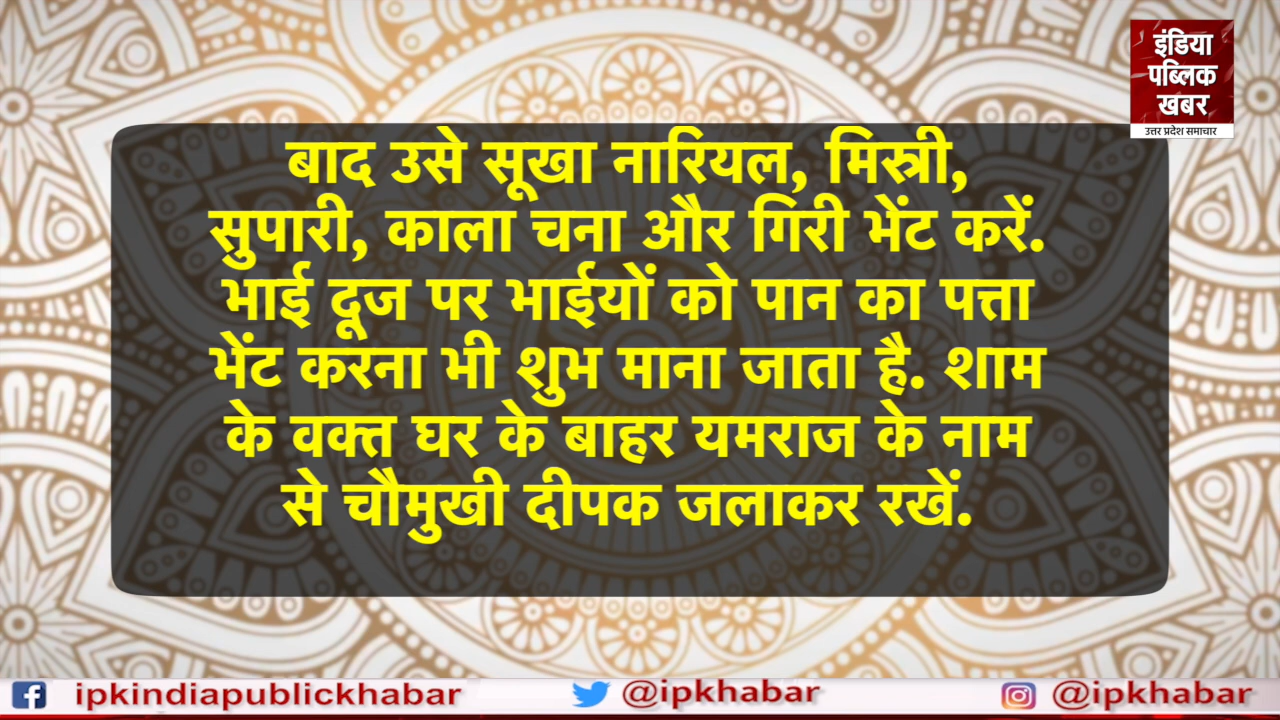 इंडिया
पब्लिक
खबर
उत्तर प्रदेश समाचार
बाद उसे सूखा नारियल, मिस्त्री,
सुपारी, काला चना और गिरी भेंट करें.
भाई दूज पर भाईयों को पान का पत्ता
भेंट करना भी शुभ माना जाता है. शाम
के वक्त घर के बाहर यमराज के नाम
से चौमुखी दीपक जलाकर रखें.
ipkindiapublickhabar
@ipkhabar
@ipkhabar